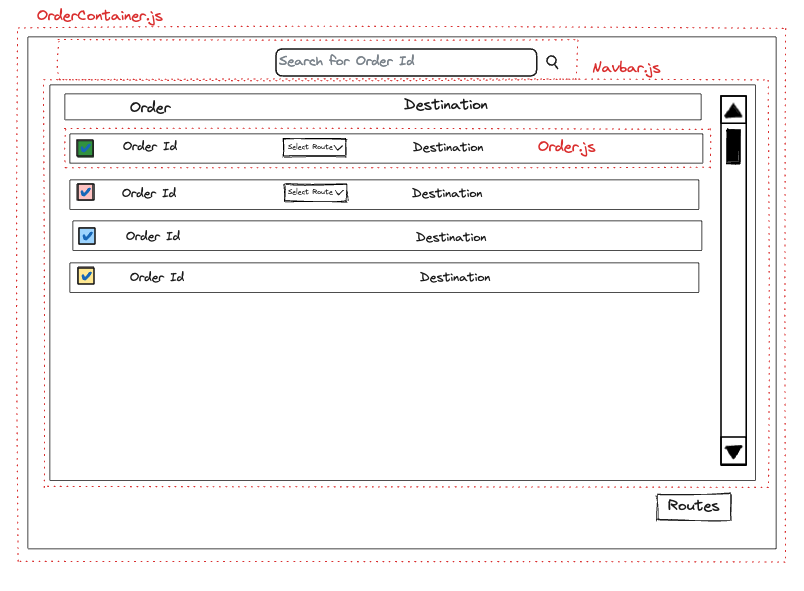 OrderContainer.js
Search for Order Id
Navbar.js
Order Destination
Order Id Select Route Destination Order.js
Order Id Select Route Destination
Order Id Destination
Order Id Destination
Routes